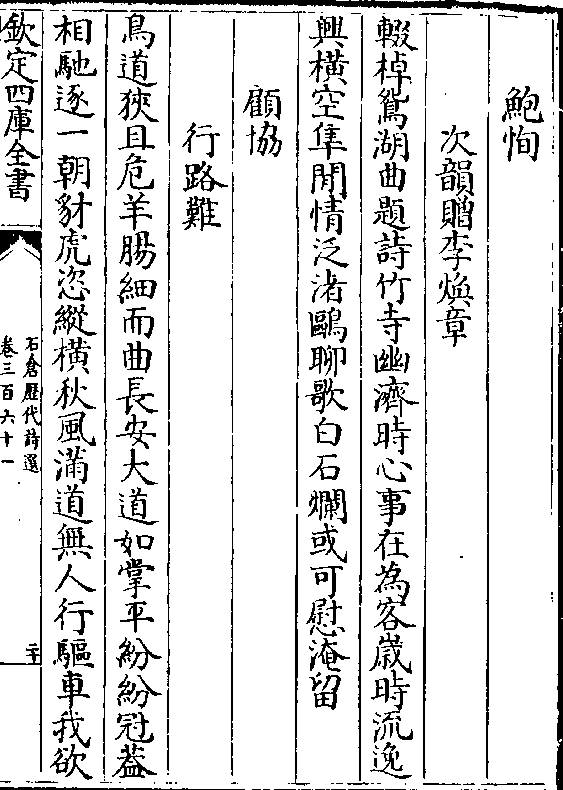 鮑恂
次韻贈李煥章
輟棹鴛湖曲題詩竹寺幽濟時心事在為客歳時流逸
興橫空隼閒情泛渚鷗聊歌白石爛或可慰淹留
顧協
行路難
鳥道狹且危羊腸細而曲長安大道如掌平紛紛冠葢
相馳逐一朝豺虎恣縱橫秋風滿道無人行驅車我欲
欽定四庫全書
石倉歷代詩選
卷三百六十一
二十